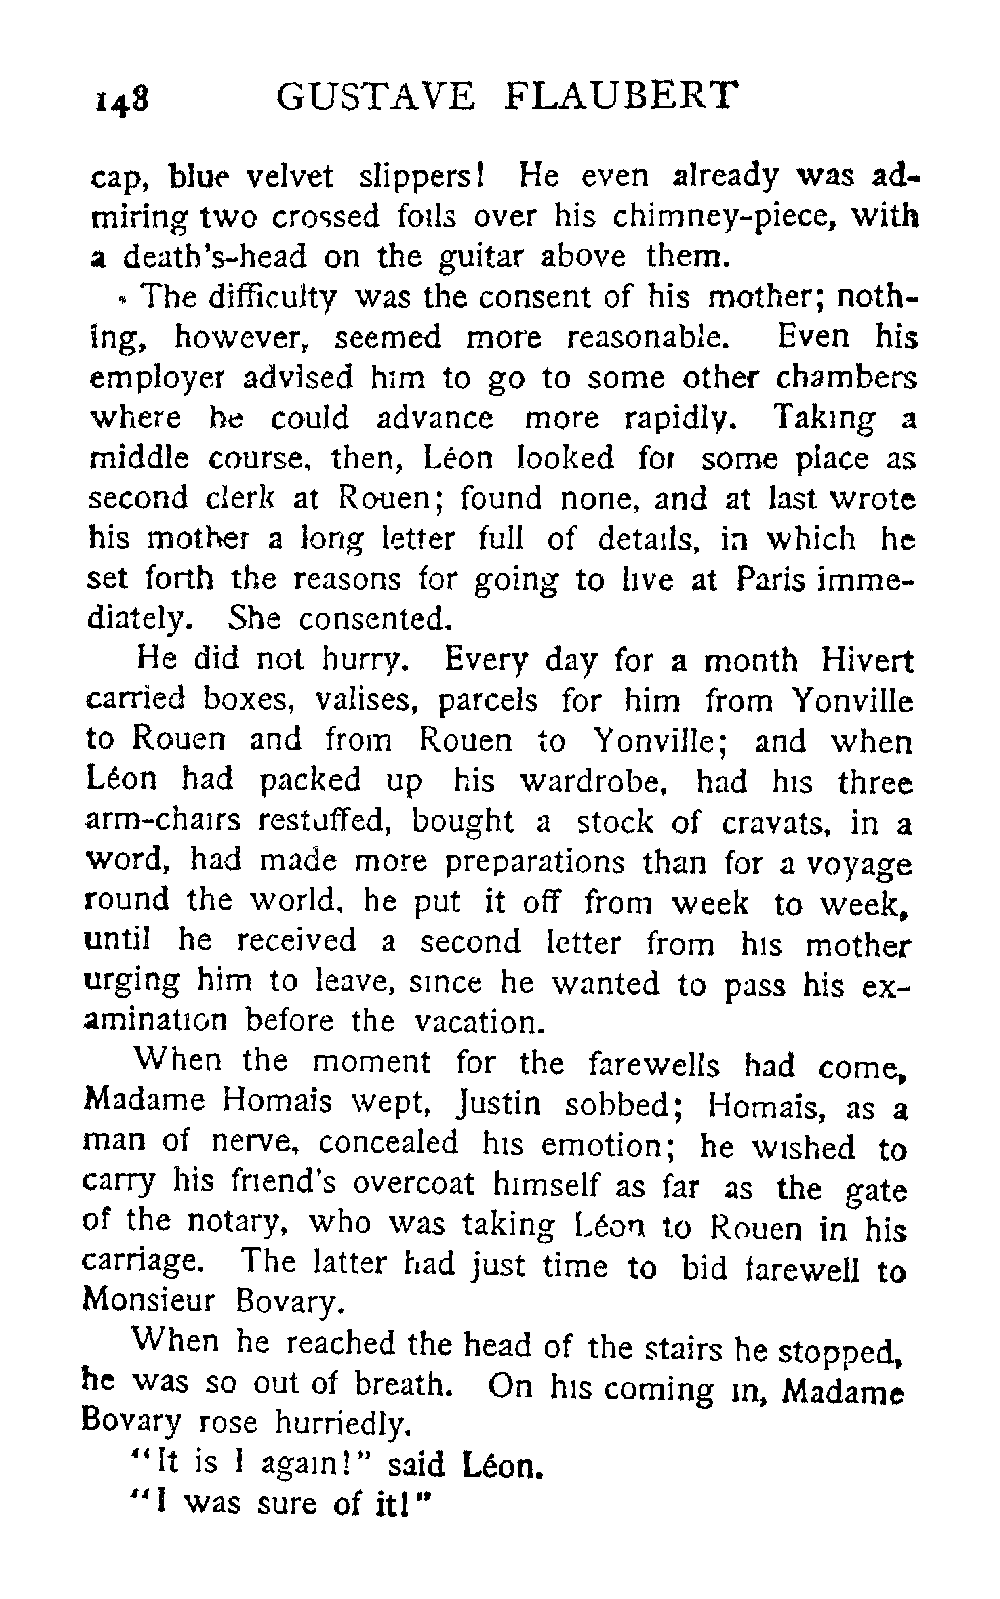 148 GUSTAVE FLAUBERT
cap, blue velvet slippers! He even already was ad-
miring two crossed foils over his chimney-piece, with
a death's-head on the guitar above them.
The difficulty was the consent of his mother; noth-
ing, however, seemed more reasonable. Even his
employer advised him to go to some other chambers
where he could advance more rapidly. Taking a
middle course, then, Léon looked for some place as
second clerk at Rouen; found none, and at last wrote
his mother a long letter full of details, in which he
set forth the reasons for going to live at Paris imme-
diately. She consented.
He did not hurry. Every day for a month Hivert
carried boxes, valises, parcels for him from Yonville
to Rouen and from Rouen to Yonville; and when
Léon had packed up his wardrobe, had his three
arm-chairs restuffed, bought a stock of cravats, in a
word, had made more preparations than for a voyage
round the world, he put it off from week to week,
until he received a second letter from his mother
urging him to leave, since he wanted to pass his ex-
amination before the vacation.
When the moment for the farewells had come,
Madame Homais wept, Justin sobbed; Homais, as a
man of nerve, concealed his emotion; he wished to
carry his friend's overcoat himself as far as the gate
of the notary, who was taking Léon to Rouen in his
carriage. The latter had just time to bid farewell to
Monsieur Bovary.
When he reached the head of the stairs he stopped,
he was so out of breath. On his coming in, Madame
Bovary rose hurriedly.
"It is I again!" said Léon.
"I was sure of it!"